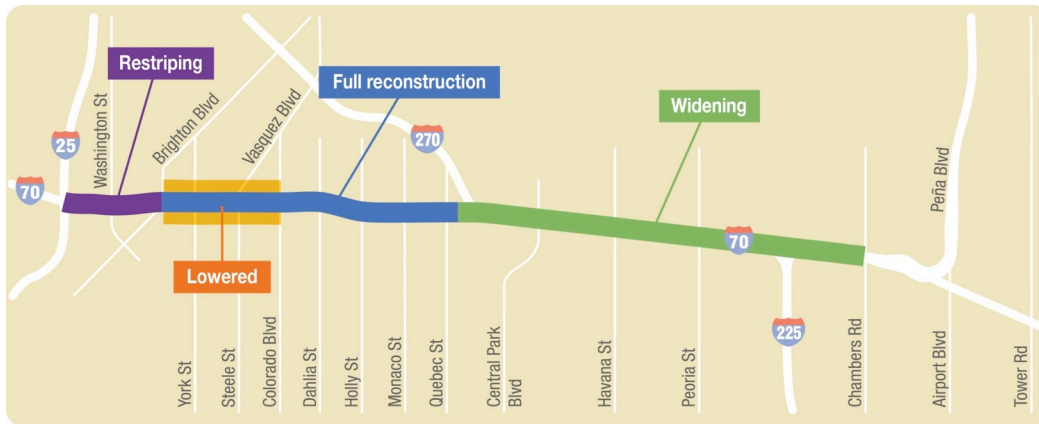 Restriping
Full reconstruction
Widening
Lowered
25
70
270
70
225
Washington St
Brighton Blvd
Vasquez Blvd
Peña Blvd
York St
Steele St
Colorado Blvd
Dahlia St
Holly St
Monaco St
Quebec St
Central Park
Blvd
Havana St
Peoria St
Chambers Rd
Airport Blvd
Tower Rd